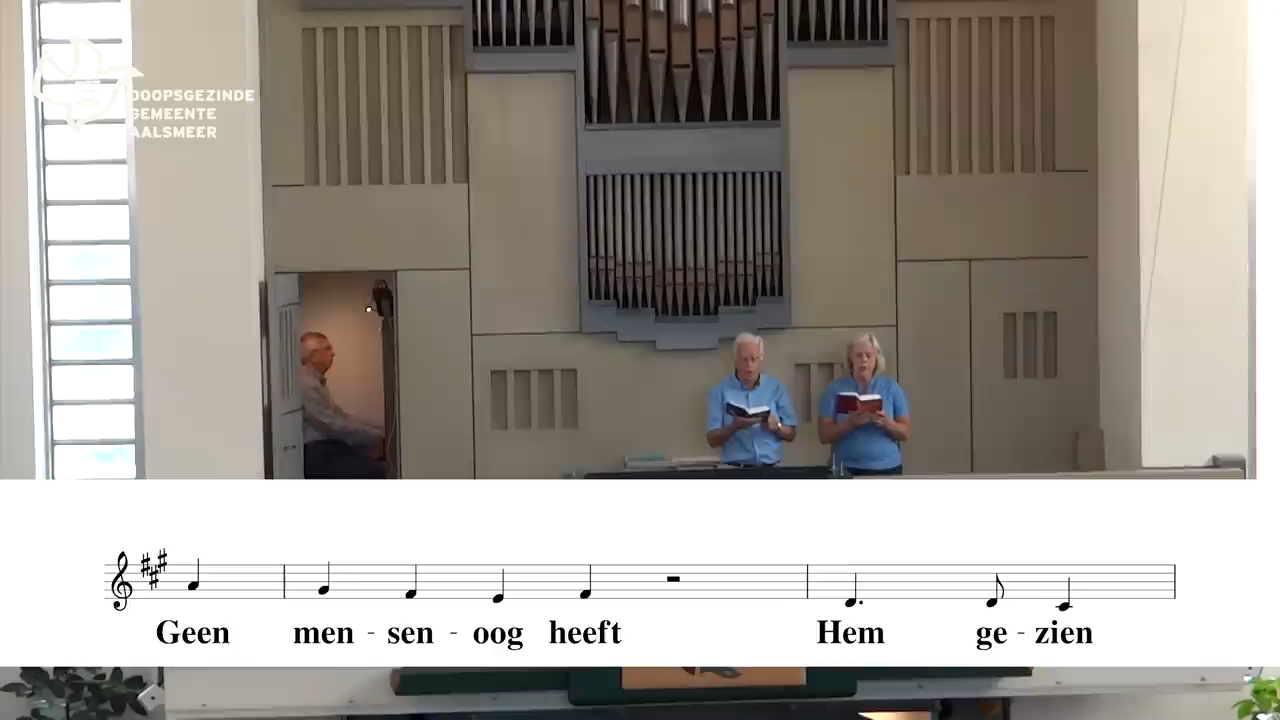 DOOPSGEZINDE
GEMEENTE
AALSMEER
Geen men - sen - oog heeft Hem ge - zien